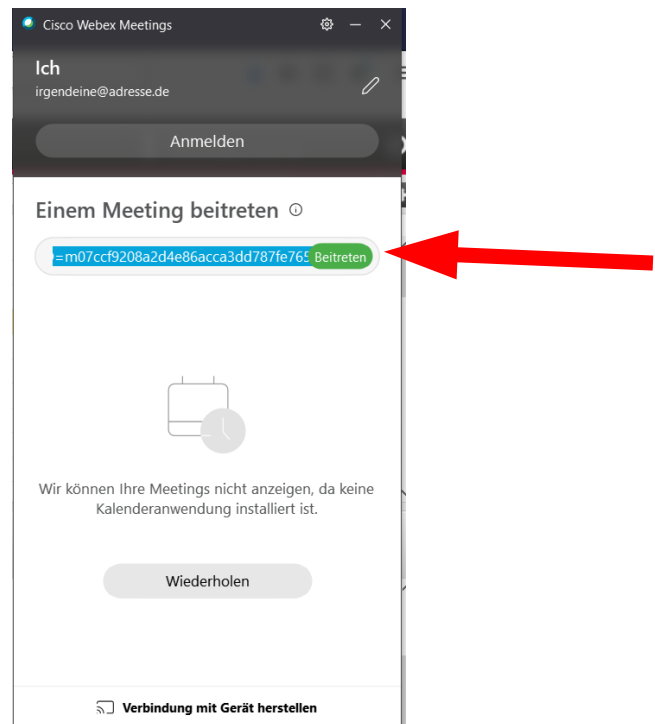 Cisco Webex Meetings
Ich
irgendeine@adresse.de
Anmelden
Einem Meeting beitreten
=m07ccf9208a2d4e86acca3dd787fe765 Beitreten
Wir können Ihre Meetings nicht anzeigen, da keine
Kalenderanwendung installiert ist.
Wiederholen
Verbindung mit Gerät herstellen